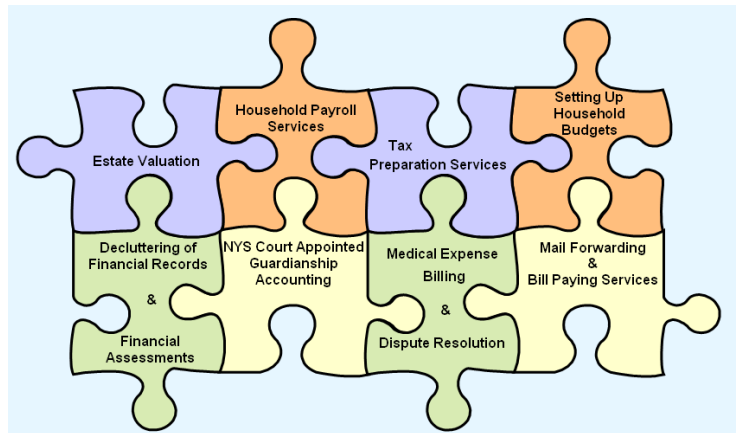 Estate Valuation
Household Payroll
Services
Tax
Preparation Services
Setting Up
Household
Budgets
Decluttering of
Financial Records
&
Financial
Assessments
NYS Court Appointed
Guardianship
Accounting
Medical Expense
Billing
&
Dispute Resolution
Mail Forwarding
&
Bill Paying Services